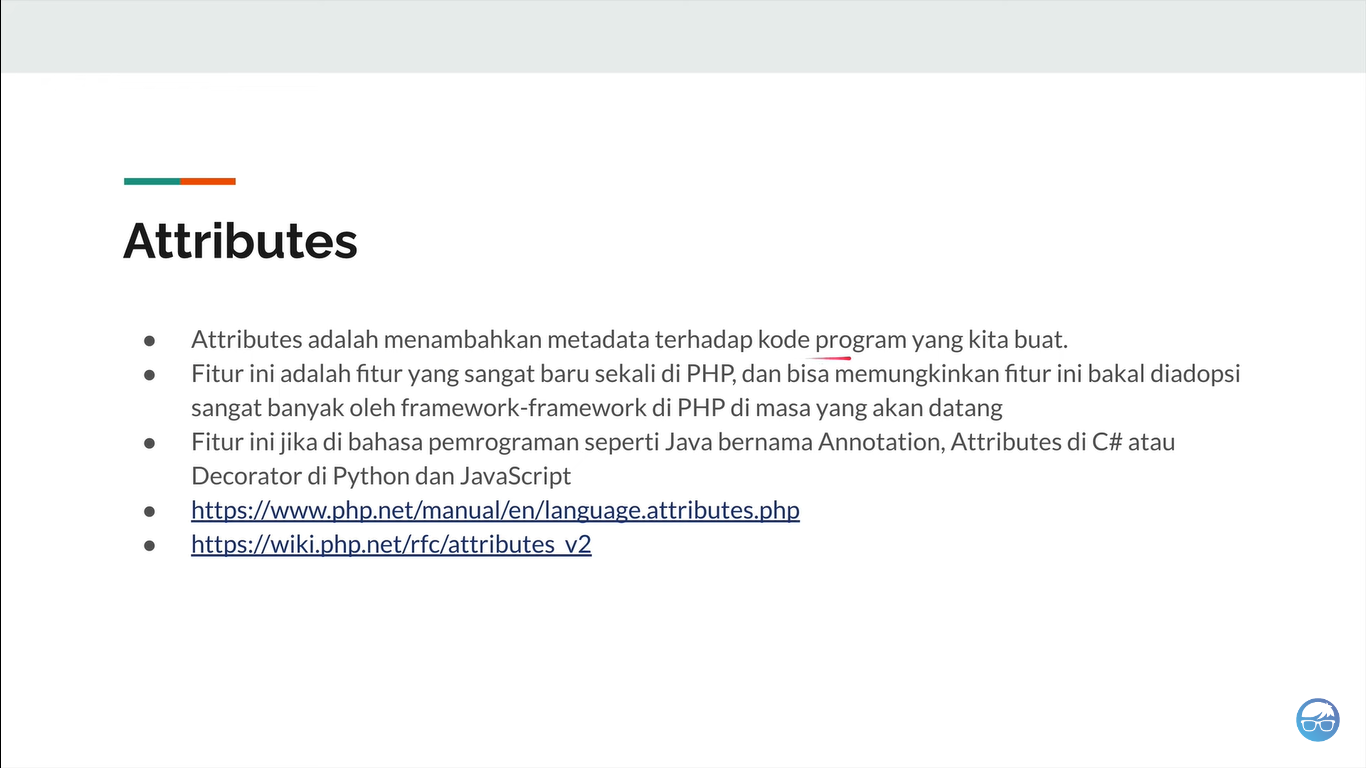 Attributes
● Attributes adalah menambahkan metadata terhadap kode program yang kita buat.
● Fitur ini adalah fitur yang sangat baru sekali di PHP, dan bisa memungkinkan fitur ini bakal diadopsi
sangat banyak oleh framework-framework di PHP di masa yang akan datang
● Fitur ini jika di bahasa pemrograman seperti Java bernama Annotation, Attributes di C# atau
Decorator di Python dan JavaScript
● https://www.php.net/manual/en/language.attributes.php
● https://wiki.php.net/rfc/attributes_v2